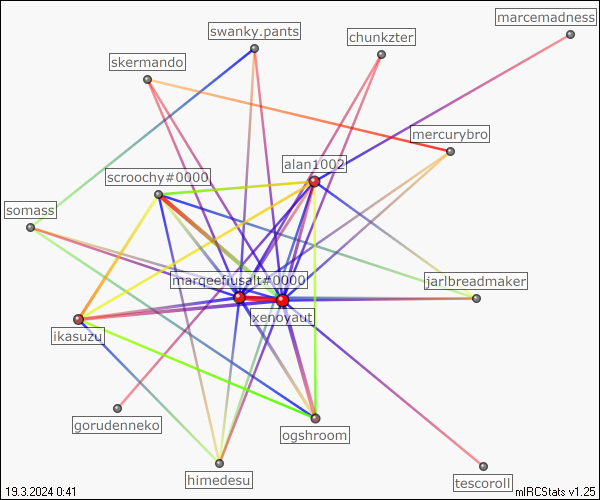 marcemadness
swanky.pants
chunkzter
skermando
mercurybro
alan1002
scroochy#0000
somass
marqeefiusalt#0000
jarlbreadmaker
xenoyaut
ikasuzu
gorudenneko
ogshroom
himedesu
tescoroll
19.3.2024 0:41
mIRCStats v1.25